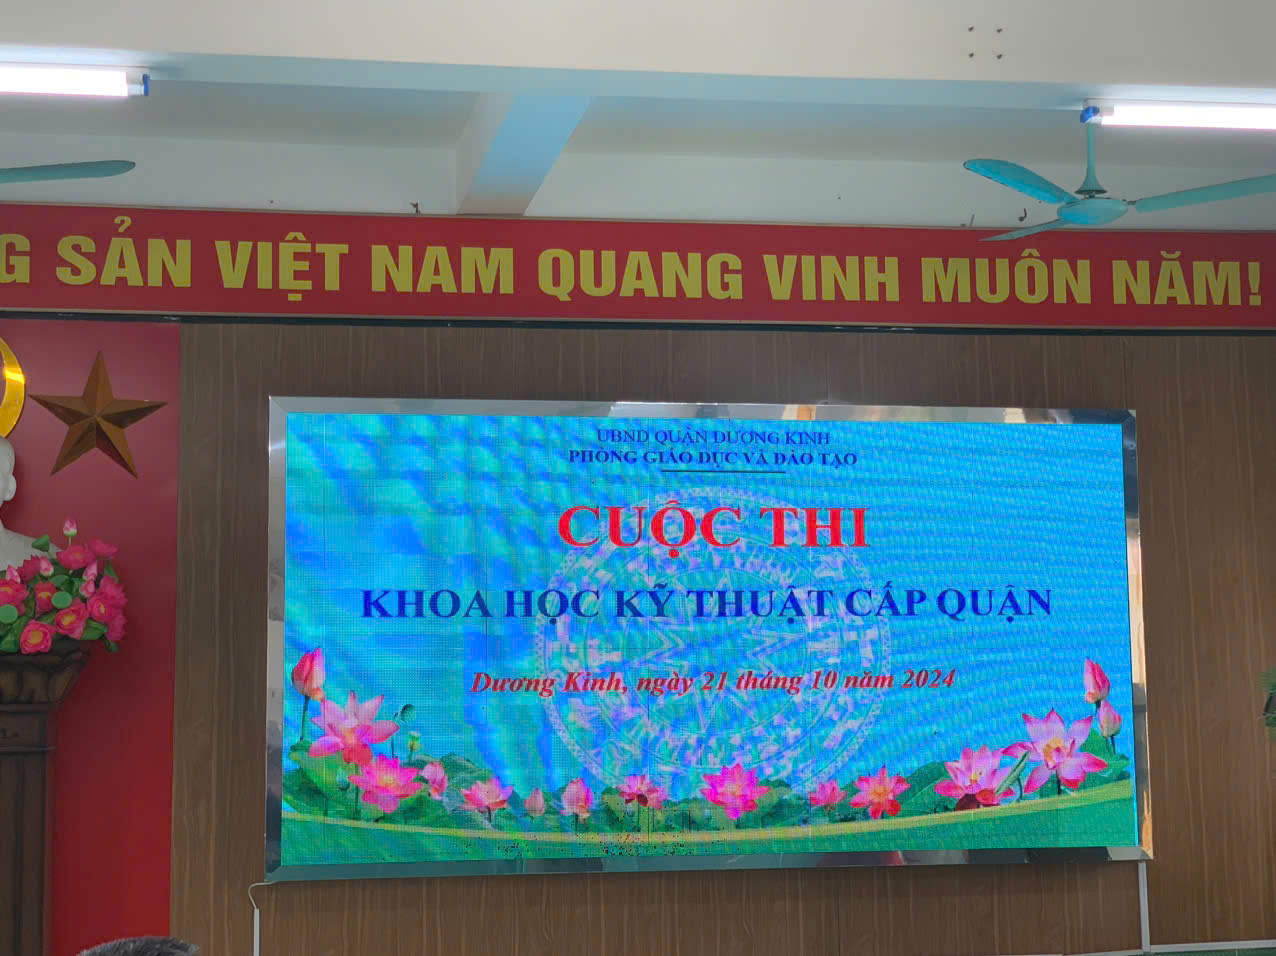 G SẢN VIỆT NAM QUANG VINH MUÔN NĂM!
UBND QUẬN DƯƠNG KINH
PHÒNG GIÁO DỤC VÀ ĐÀO TẠO
CUỘC THI
KHOA HỌC KỸ THUẬT CẤP QUẬN
Dương Kinh, ngày 21 tháng 10 năm 2024